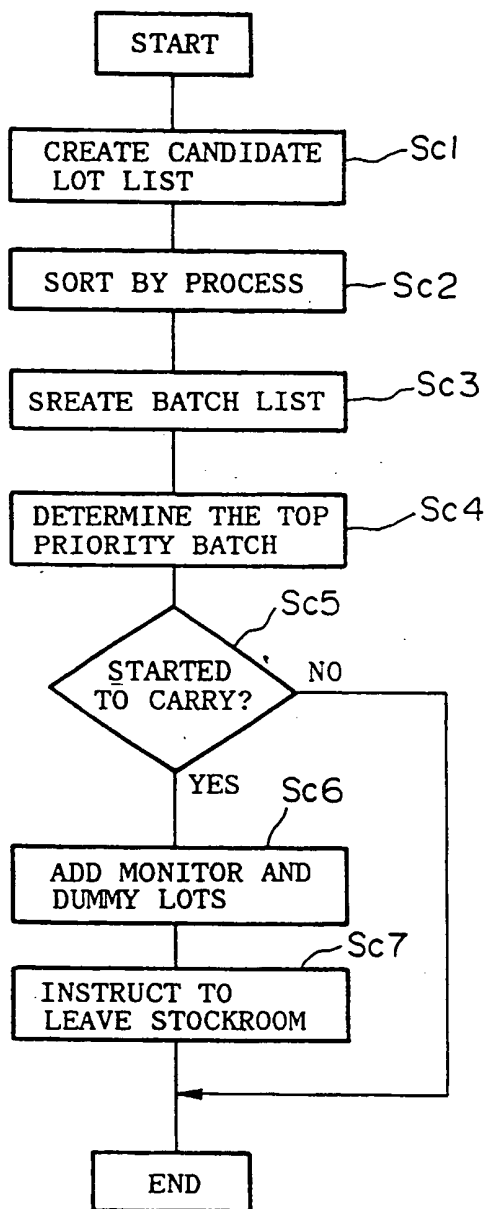 START
CREATE CANDIDATE
LOT LIST
Sc1
SORT BY PROCESS
Sc2
SREATE BATCH LIST
Sc3
DETERMINE THE TOP
PRIORITY BATCH
Sc4
Sc5
STARTED
TO CARRY?
NO
YES
Sc6
ADD MONITOR AND
DUMMY LOTS
Sc7
INSTRUCT TO
LEAVE STOCKROOM
END